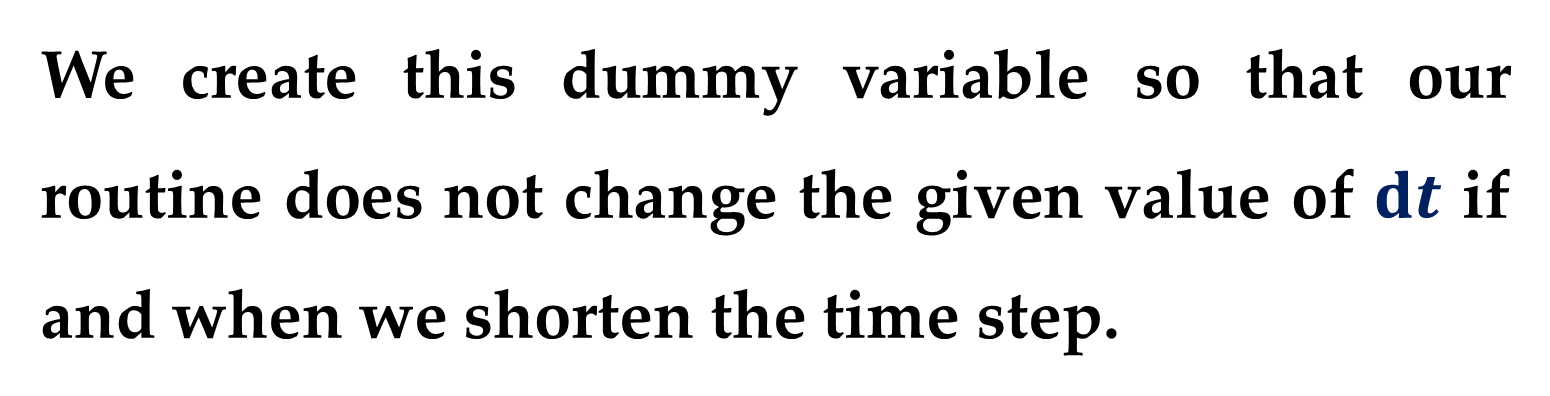 We create this dummy variable so that our
routine does not change the given value of dt if
and when we shorten the time step.